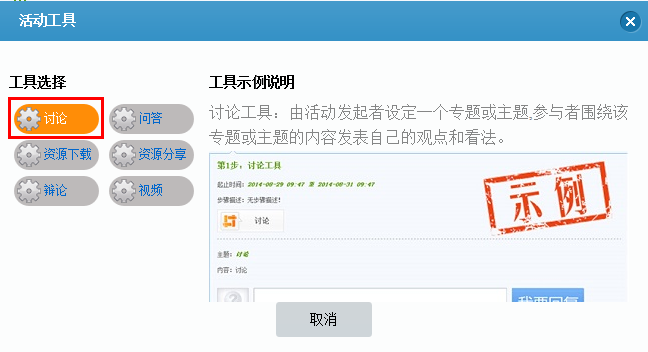 活动工具
工具选择
讨论
问答
资源下载
资源分享
辩论
视频
工具示例说明
讨论工具：由活动发起者设定一个专题或主题,参与者围绕该
专题或主题的内容发表自己的观点和看法。
第1步：讨论工具
起止时间：2014-08-29 09:47 至 2014-08-31 09:47
步骤描述：无步骤描述!
讨论
示例
主题：讨论
内容：讨论
我要回复
取消